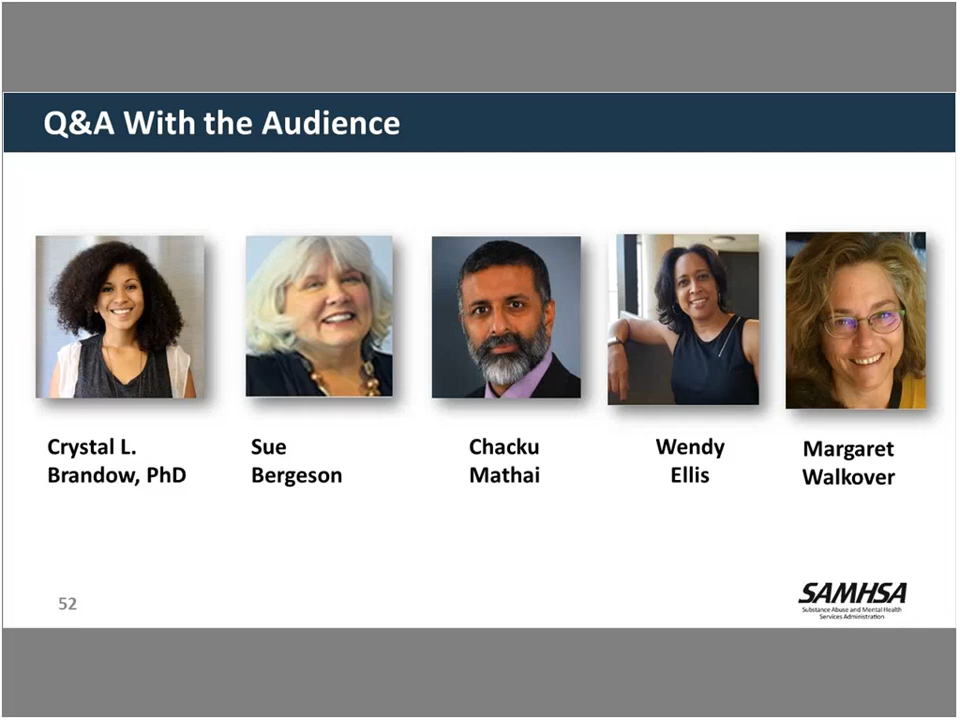 Q&A With the Audience
Crystal L.
Brandow, PhD
Sue
Bergeson
Chacku
Mathai
Wendy
Ellis
Margaret
Walkover
52
SAMHSA
Substance Abuse and Mental Health
Services Administration